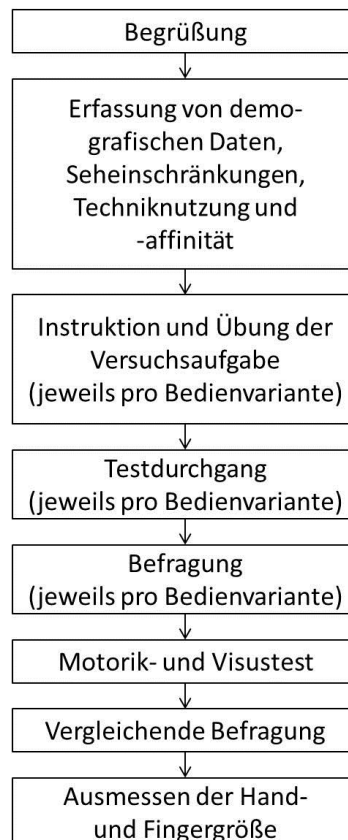 Begrüßung
Erfassung von demo-
grafischen Daten,
Seheinschränkungen,
Techniknutzung und
-affinität
Instruktion und Übung der
Versuchsaufgabe
(jeweils pro Bedienvariante)
Testdurchgang
(jeweils pro Bedienvariante)
Befragung
(jeweils pro Bedienvariante)
Motorik- und Visustest
Vergleichende Befragung
Ausmessen der Hand-
und Fingergröße